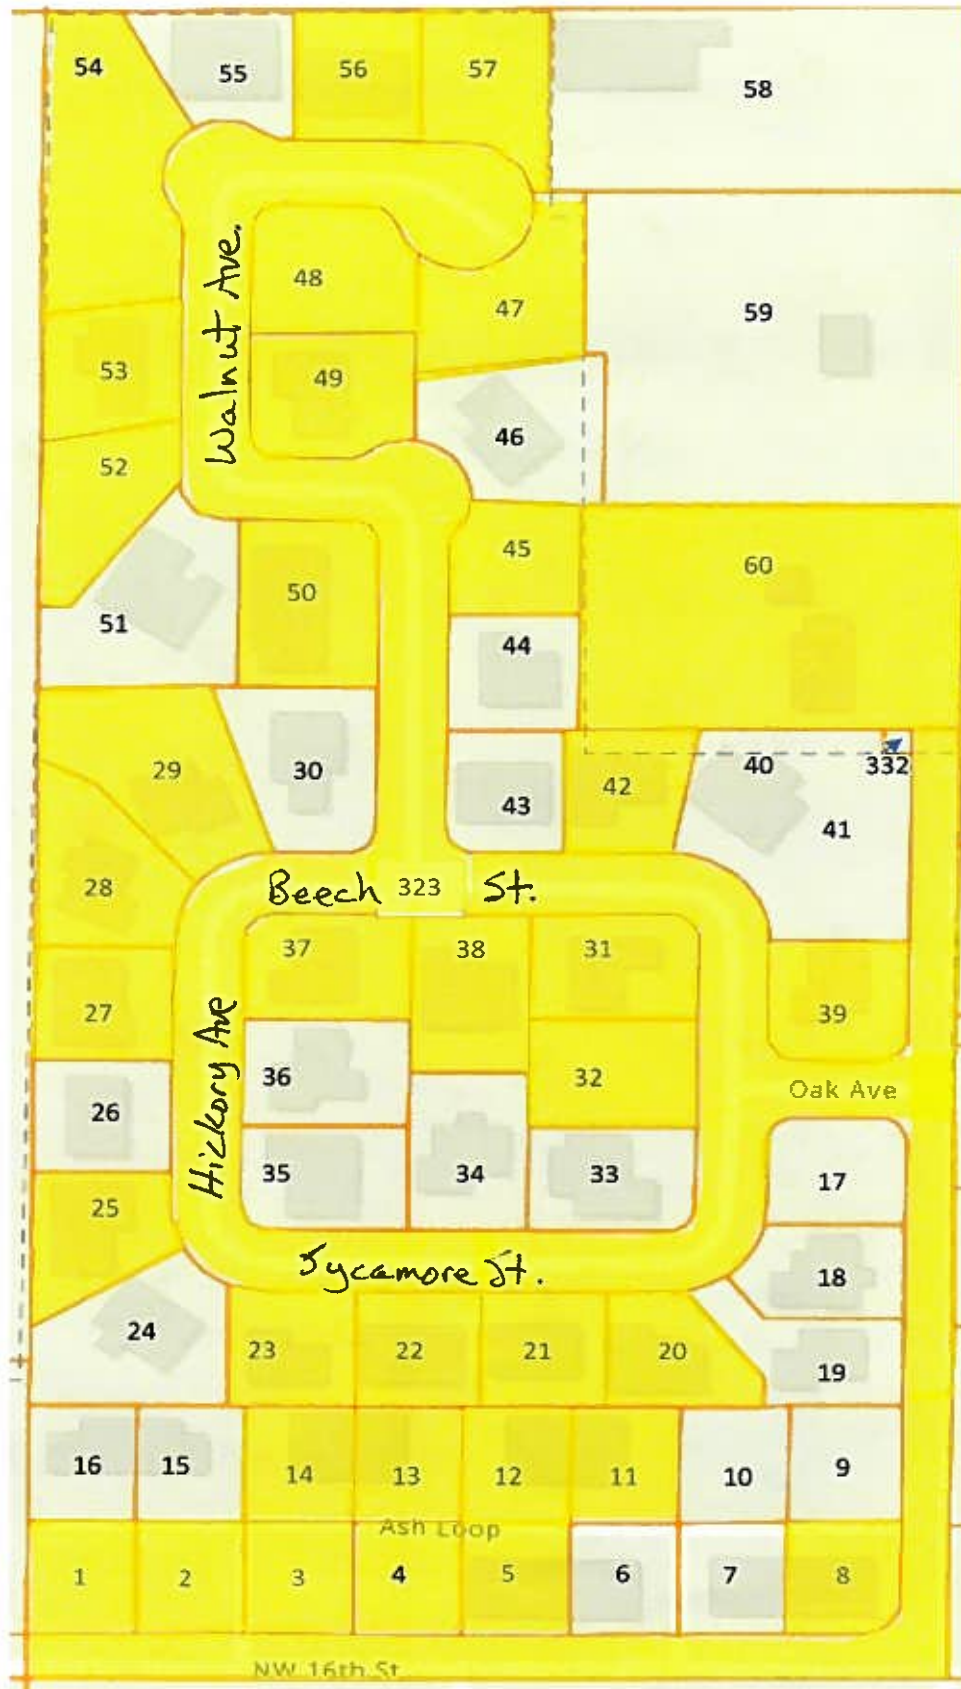 54 55 56 57 58
48 47 59
Walnut Ave.
53 49
52 46
45 60
50
51 44
29 30 43 42 40 332
41
28 Beech 323 St.
37 38 31
27 39
Hickory Ave
36 32 Oak Ave
26
35 34 33 17
25
Sycamore St. 18
24 23 22 21 20 19
16 15 14 13 12 11 10 9
Ash Loop
1 2 3 4 5 6 7 8
NW 16th St